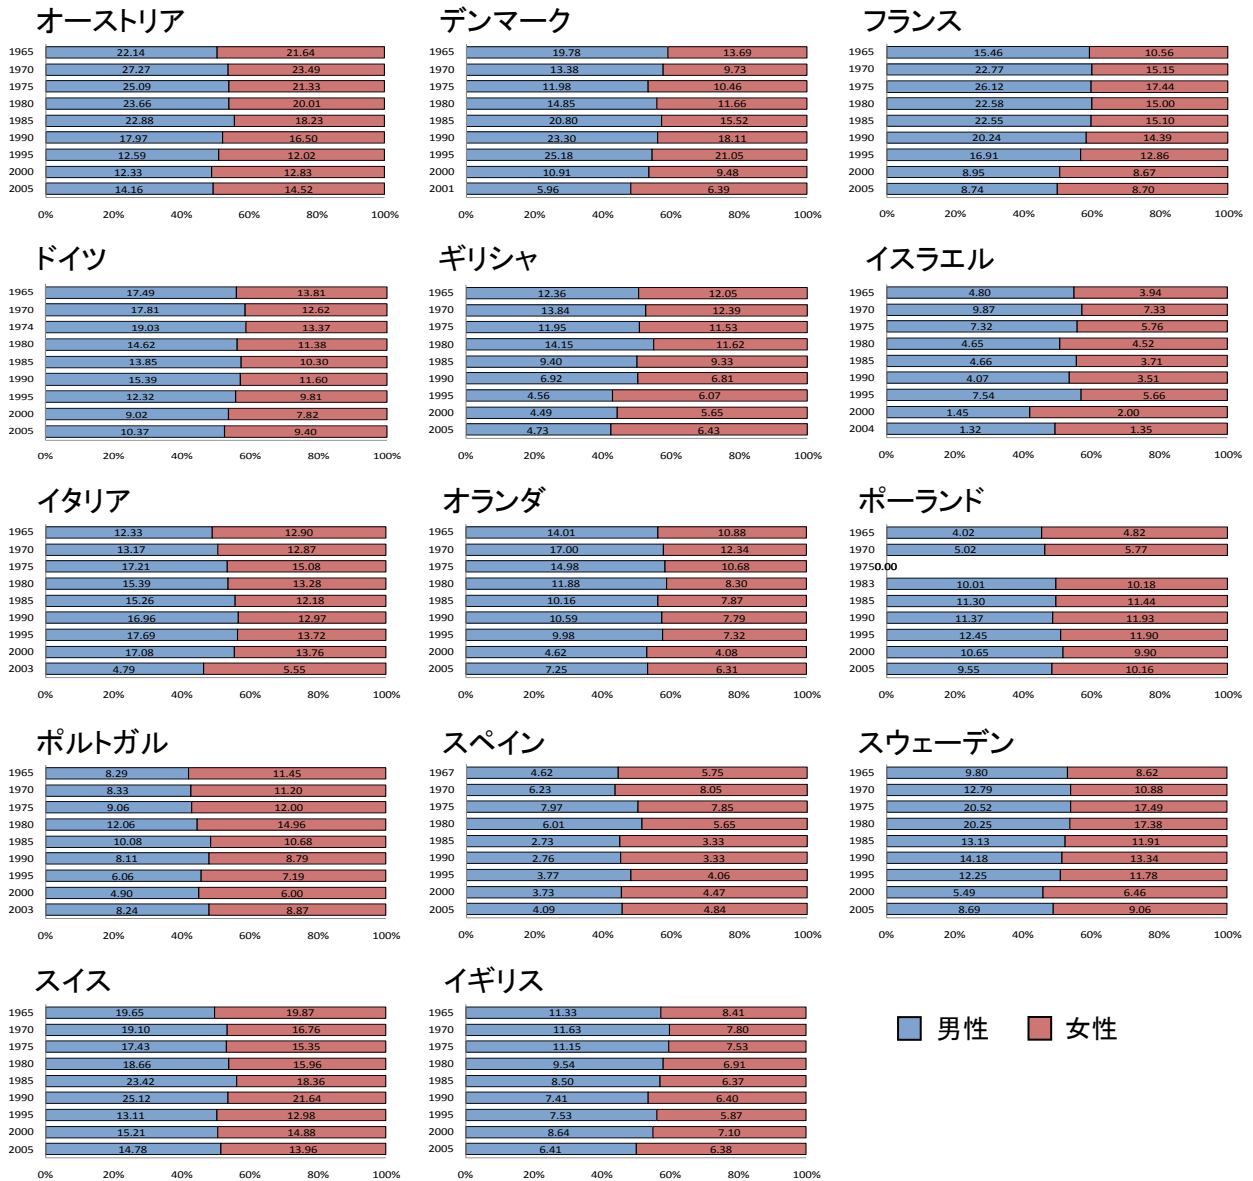 オーストリア
1965 22.14 21.64
1970 27.27 23.49
1975 25.09 21.33
1980 23.66 20.01
1985 22.88 18.23
1990 17.97 16.50
1995 12.59 12.02
2000 12.33 12.83
2005 14.16 14.52
0% 20% 40% 60% 80% 100%
デンマーク
1965 19.78 13.69
1970 13.38 9.73
1975 11.98 10.46
1980 14.85 11.66
1985 20.80 15.52
1990 23.30 18.11
1995 25.18 21.05
2000 10.91 9.48
2001 5.96 6.39
0% 20% 40% 60% 80% 100%
フランス
1965 15.46 10.56
1970 22.77 15.15
1975 26.12 17.44
1980 22.58 15.00
1985 22.55 15.10
1990 20.24 14.39
1995 16.91 12.86
2000 8.95 8.67
2005 8.74 8.70
0% 20% 40% 60% 80% 100%
ドイツ
1965 17.49 13.81
1970 17.81 12.62
1974 19.03 13.37
1980 14.62 11.38
1985 13.85 10.30
1990 15.39 11.60
1995 12.32 9.81
2000 9.02 7.82
2005 10.37 9.40
0% 20% 40% 60% 80% 100%
ギリシャ
1965 12.36 12.05
1970 13.84 12.39
1975 11.95 11.53
1980 14.15 11.62
1985 9.40 9.33
1990 6.92 6.81
1995 4.56 6.07
2000 4.49 5.65
2005 4.73 6.43
0% 20% 40% 60% 80% 100%
イスラエル
1965 4.80 3.94
1970 9.87 7.33
1975 7.32 5.76
1980 4.65 4.52
1985 4.66 3.71
1990 4.07 3.51
1995 7.54 5.66
2000 1.45 2.00
2004 1.32 1.35
0% 20% 40% 60% 80% 100%
イタリア
1965 12.33 12.90
1970 13.17 12.87
1975 17.21 15.08
1980 15.39 13.28
1985 15.26 12.18
1990 16.96 12.97
1995 17.69 13.72
2000 17.08 13.76
2003 4.79 5.55
0% 20% 40% 60% 80% 100%
オランダ
1965 14.01 10.88
1970 17.00 12.34
1975 14.98 10.68
1980 11.88 8.30
1985 10.16 7.87
1990 10.59 7.79
1995 9.98 7.32
2000 4.62 4.08
2005 7.25 6.31
0% 20% 40% 60% 80% 100%
ポーランド
1965 4.02 4.82
1970 5.02 5.77
1975 0.00
1983 10.01 10.18
1985 11.30 11.44
1990 11.37 11.93
1995 12.45 11.90
2000 10.65 9.90
2005 9.55 10.16
0% 20% 40% 60% 80% 100%
ポルトガル
1965 8.29 11.45
1970 8.33 11.20
1975 9.06 12.00
1980 12.06 14.96
1985 10.08 10.68
1990 8.11 8.79
1995 6.06 7.19
2000 4.90 6.00
2003 8.24 8.87
0% 20% 40% 60% 80% 100%
スペイン
1967 4.62 5.75
1970 6.23 8.05
1975 7.97 7.85
1980 6.01 5.65
1985 2.73 3.33
1990 2.76 3.33
1995 3.77 4.06
2000 3.73 4.47
2005 4.09 4.84
0% 20% 40% 60% 80% 100%
スウェーデン
1965 9.80 8.62
1970 12.79 10.88
1975 20.52 17.49
1980 20.25 17.38
1985 13.13 11.91
1990 14.18 13.34
1995 12.25 11.78
2000 5.49 6.46
2005 8.69 9.06
0% 20% 40% 60% 80% 100%
スイス
1965 19.65 19.87
1970 19.10 16.76
1975 17.43 15.35
1980 18.66 15.96
1985 23.42 18.36
1990 25.12 21.64
1995 13.11 12.98
2000 15.21 14.88
2005 14.78 13.96
0% 20% 40% 60% 80% 100%
イギリス
1965 11.33 8.41
1970 11.63 7.80
1975 11.15 7.53
1980 9.54 6.91
1985 8.50 6.37
1990 7.41 6.40
1995 7.53 5.87
2000 8.64 7.10
2005 6.41 6.38
0% 20% 40% 60% 80% 100%
男性 女性